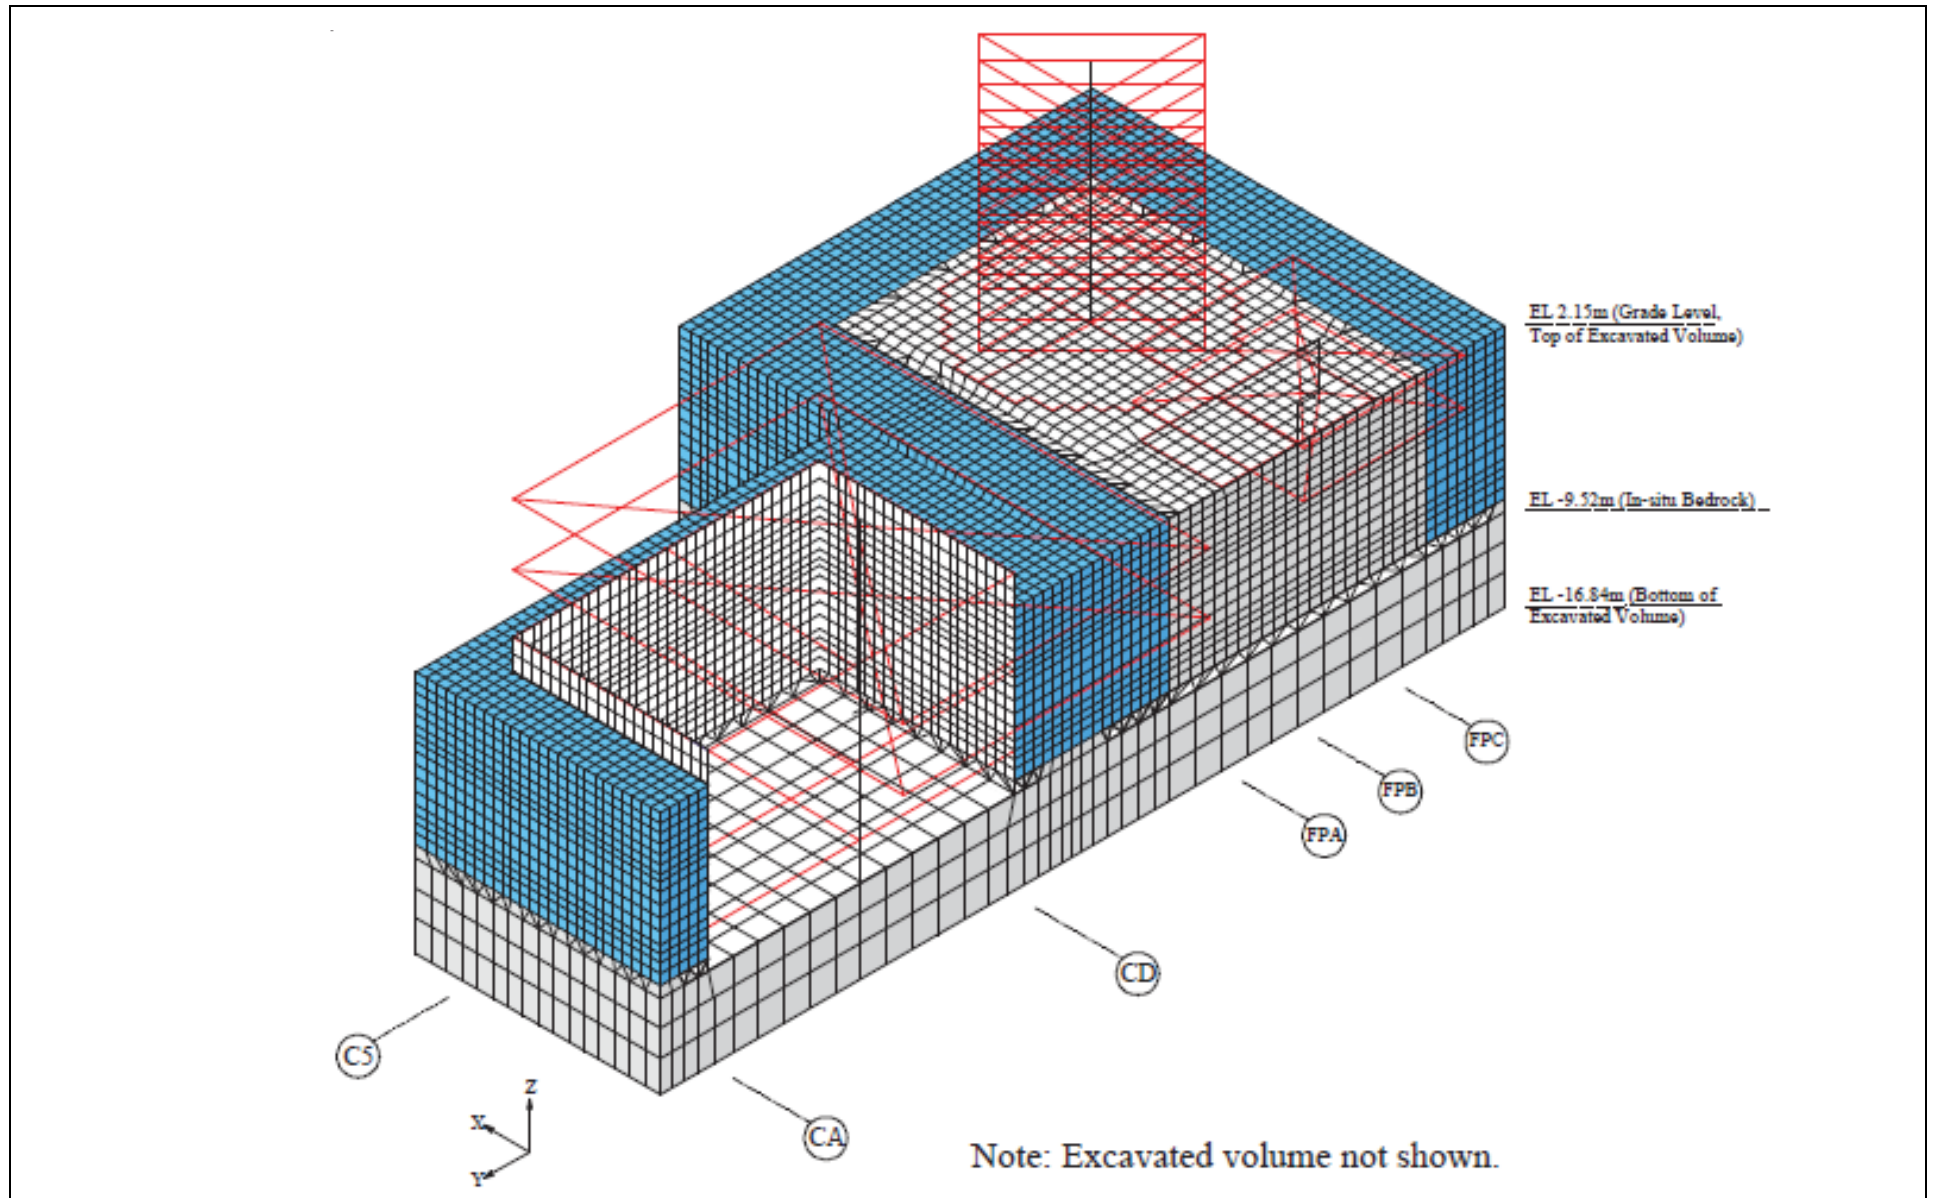 EL 2.15m (Grade Level,
Top of Excavated Volume)
EL -9.52m (In-situ Bedrock)
EL -16.84m (Bottom of
Excavated Volume)
FPC
FPB
FPA
CD
C5
CA
Z
X
Y
Note: Excavated volume not shown.